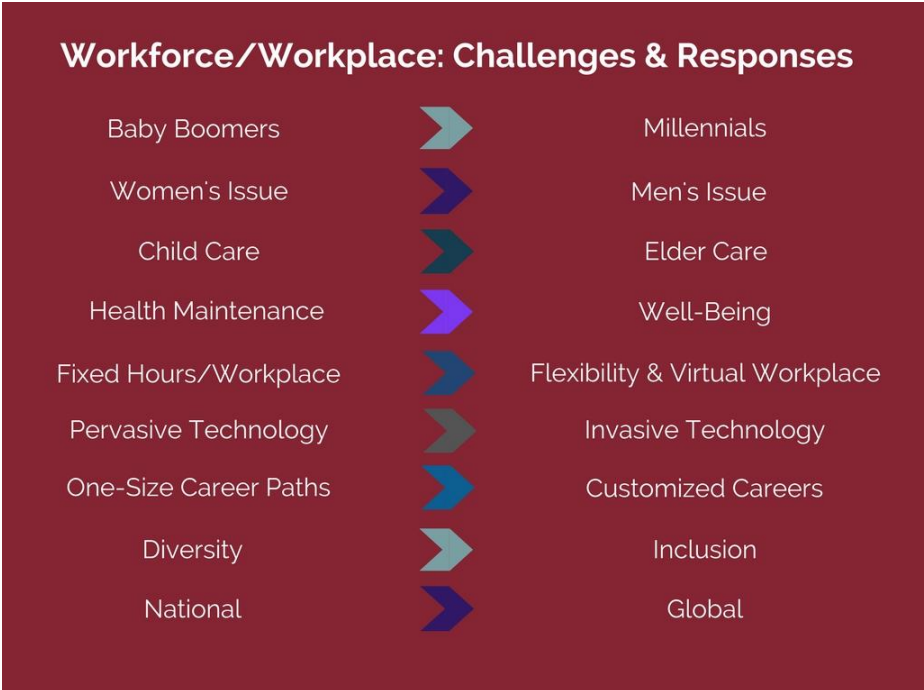 Workforce/Workplace: Challenges & Responses
Baby Boomers Millennials
Women's Issue Men's Issue
Child Care Elder Care
Health Maintenance Well-Being
Fixed Hours/Workplace Flexibility & Virtual Workplace
Pervasive Technology Invasive Technology
One-Size Career Paths Customized Careers
Diversity Inclusion
National Global